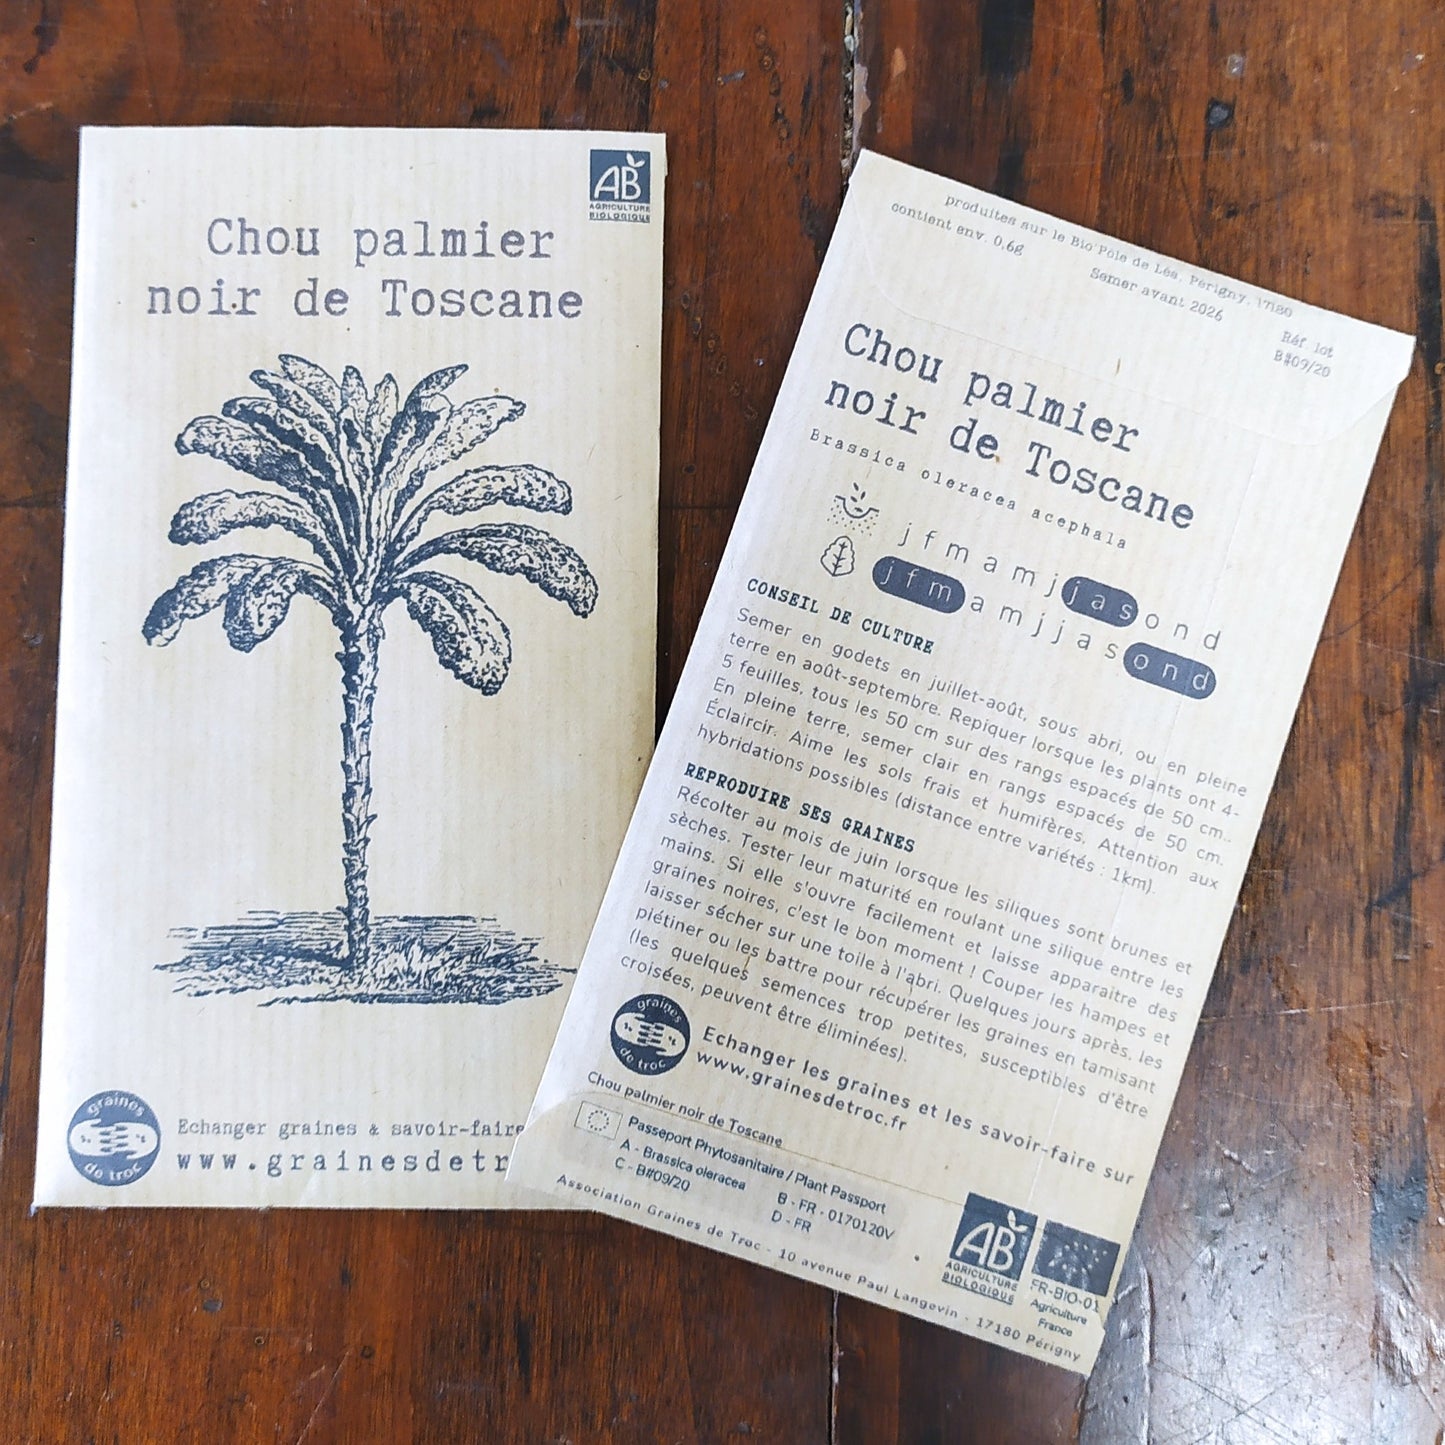 AB
AGRICULTURE
BIOLOGIQUE
Chou palmier
noir de Toscane
graines
de troc
Echanger graines & savoir-faire
www.grainesdetr
produites sur le Bio'Pole de Léa, Périgny, 17180
contient env. 0,6g
Semer avant 2026
Réf lot
B#09/20
Chou palmier
noir de Toscane
Brassica oleracea acephala
j f m a m j j a s o n d
j f m a m j j a s o n d
CONSEIL DE CULTURE
Semer en godets en juillet-août, sous abri, ou en pleine
terre en août-septembre. Repiquer lorsque les plants ont 4-
5 feuilles, tous les 50 cm sur des rangs espacés de 50 cm..
En pleine terre, semer clair en rangs espacés de 50 cm.
Éclaircir. Aime les sols frais et humifères. Attention aux
hybridations possibles (distance entre variétés : 1km).
REPRODUIRE SES GRAINES
Récolter au mois de juin lorsque les siliques sont brunes et
sèches. Tester leur maturité en roulant une silique entre les
mains. Si elle s'ouvre facilement et laisse apparaitre des
graines noires, c'est le bon moment ! Couper les hampes et
laisser sécher sur une toile à l'abri. Quelques jours après, les
piétiner ou les battre pour récupérer les graines en tamisant
(les quelques semences trop petites, susceptibles d'être
croisées, peuvent être éliminées).
graines
de troc
Echanger les graines et les savoir-faire sur
www.grainesdetroc.fr
Chou palmier noir de Toscane
Passeport Phytosanitaire / Plant Passport
A - Brassica oleracea
B - FR - 0170120V
C - B#09/20
D - FR
Association Graines de Troc - 10 avenue Paul Langevin - 17180 Périgny
AB
AGRICULTURE
BIOLOGIQUE
FR-BIO-01
Agriculture
France